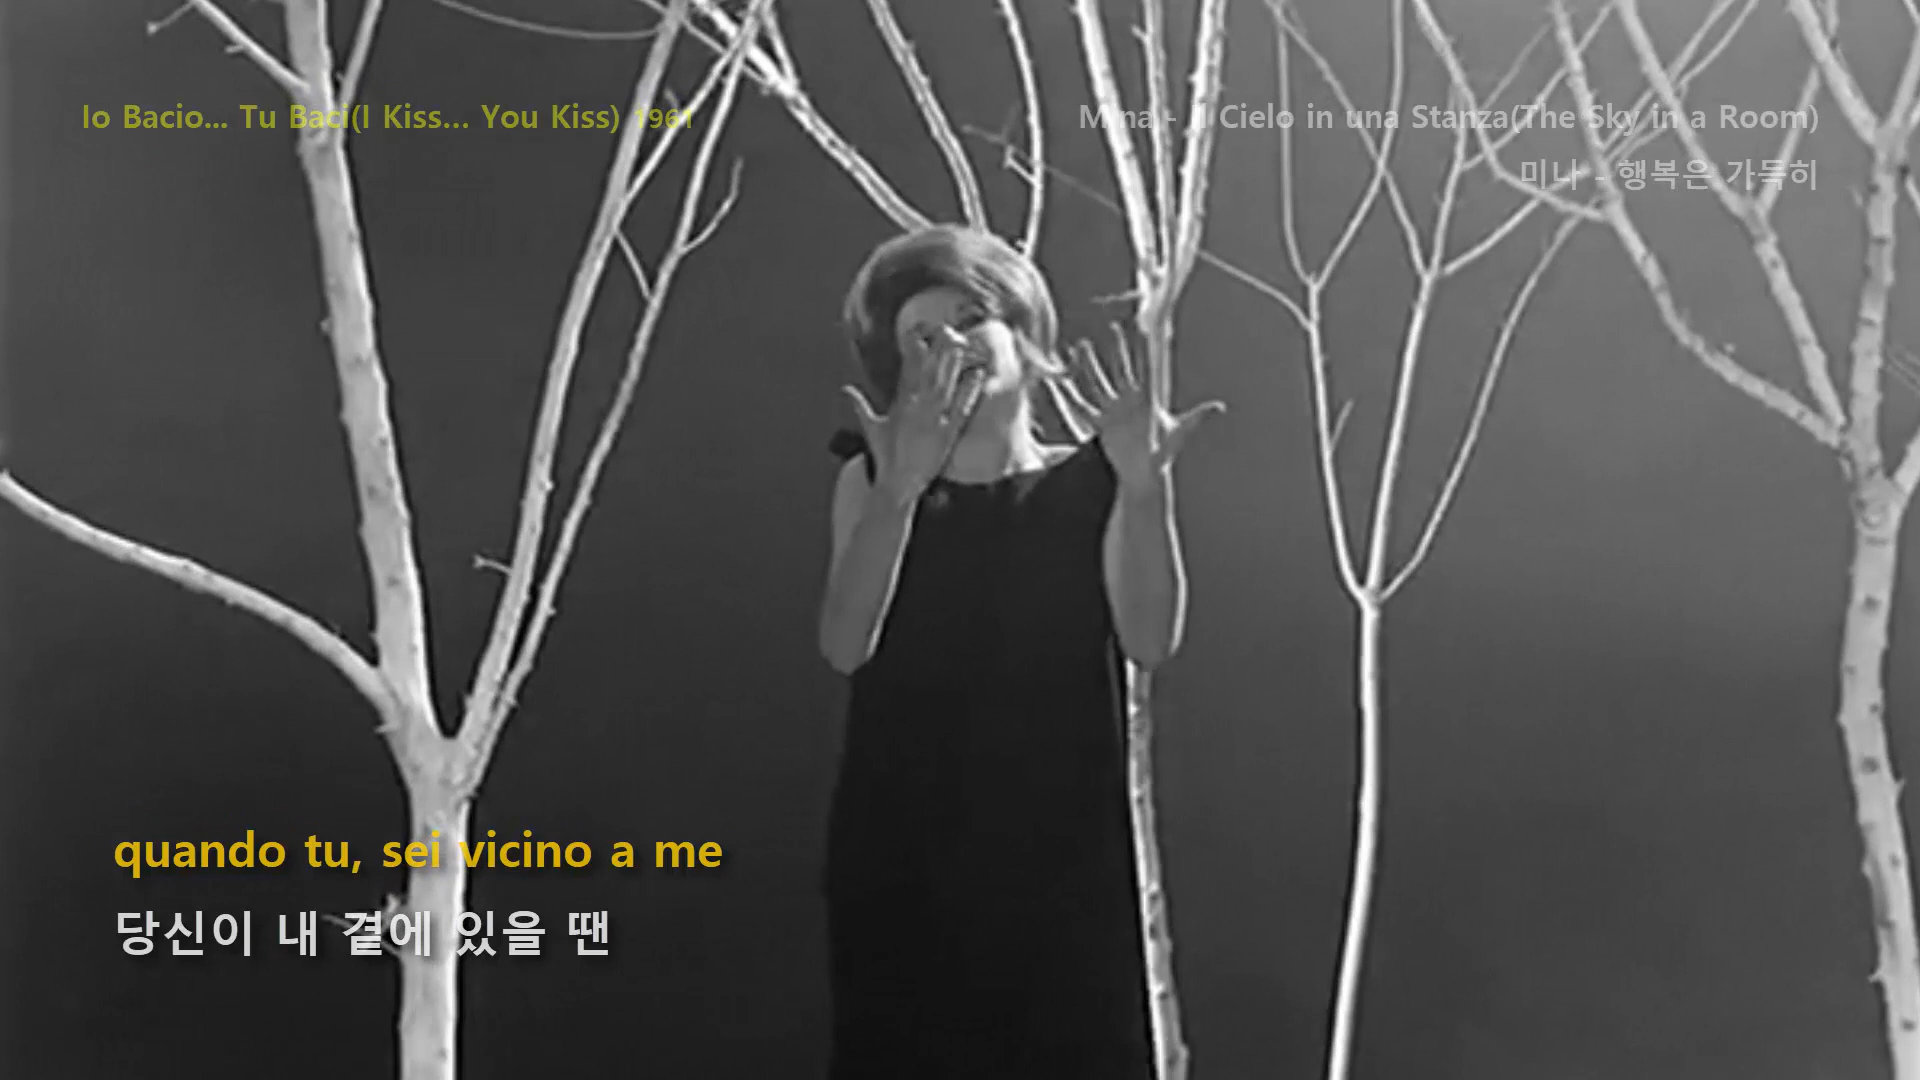 Io Bacio... Tu Baci(I Kiss... You Kiss) 1961
Mina - Il Cielo in una Stanza(The Sky in a Room)
미나 - 행복은 가득히
quando tu, sei vicino a me
당신이 내 곁에 있을 땐